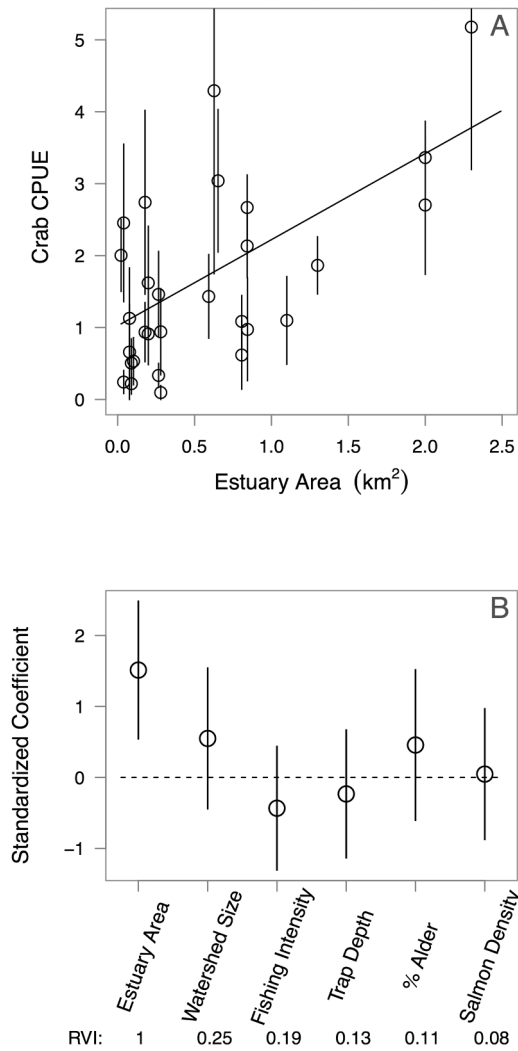 A
5
4
3
2
1
0
Crab CPUE
0.0 0.5 1.0 1.5 2.0 2.5
Estuary Area (km²)
B
2
1
0
−1
Standardized Coefficient
Estuary Area
Watershed Size
Fishing Intensity
Trap Depth
% Alder
Salmon Density
RVI: 1 0.25 0.19 0.13 0.11 0.08